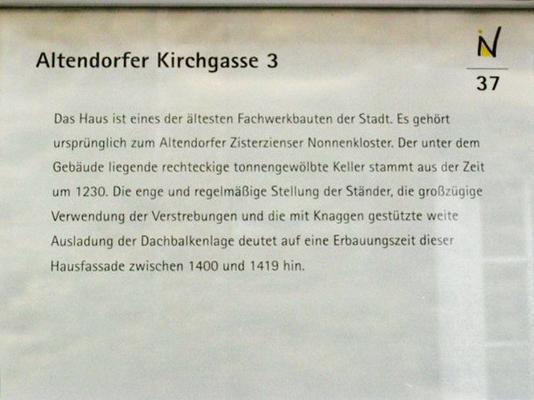 Altendorfer Kirchgasse 3
iN
37
Das Haus ist eines der ältesten Fachwerkbauten der Stadt. Es gehört
ursprünglich zum Altendorfer Zisterzienser Nonnenkloster. Der unter dem
Gebäude liegende rechteckige tonnengewölbte Keller stammt aus der Zeit
um 1230. Die enge und regelmäßige Stellung der Ständer, die großzügige
Verwendung der Verstrebungen und die mit Knaggen gestützte weite
Ausladung der Dachbalkenlage deutet auf eine Erbauungszeit dieser
Hausfassade zwischen 1400 und 1419 hin.